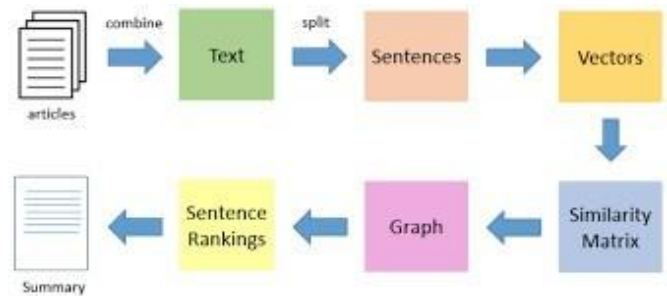 combine
split
Text
Sentences
Vectors
articles
Sentence
Rankings
Graph
Similarity
Matrix
Summary